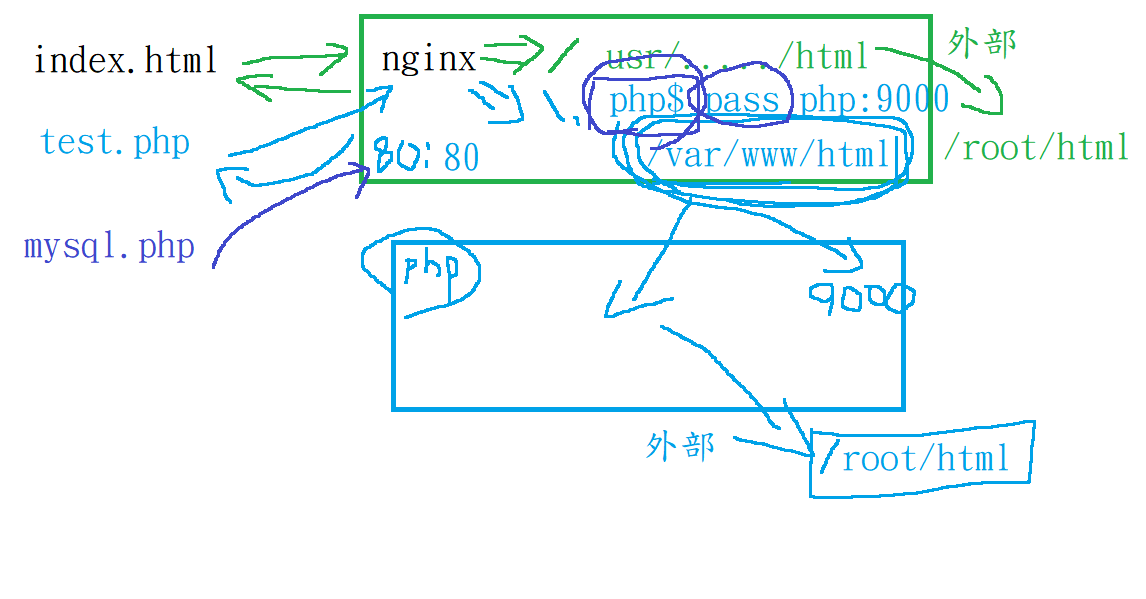 index.html
nginx / usr/....../html 外部
\. php$ pass php:9000
test.php
80:80 /var/www/html /root/html
mysql.php
php
9000
外部 /root/html